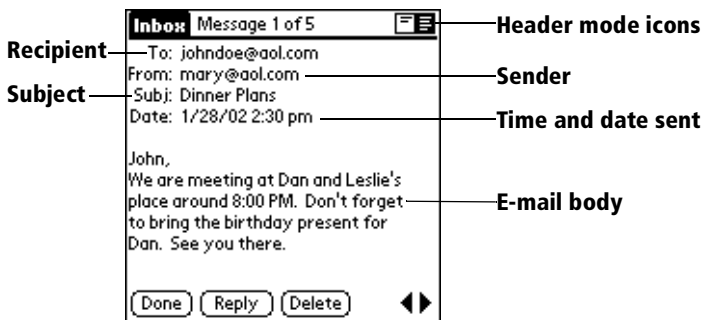 Inbox Message 1 of 5
Header mode icons
Recipient
To: johndoe@aol.com
From: mary@aol.com
Sender
Subject
Subj: Dinner Plans
Date: 1/28/02 2:30 pm
Time and date sent
John,
We are meeting at Dan and Leslie's
place around 8:00 PM. Don't forget
E-mail body
to bring the birthday present for
Dan. See you there.
Done Reply Delete